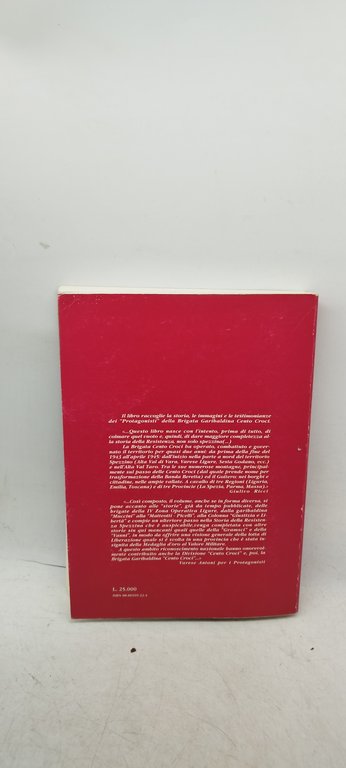 Il libro raccoglie la storia, le immagini e le testimonianze
dei "Protagonisti" della Brigata Garibaldina Cento Croci.
"...Questo libro nasce con l'intento, prima di tutto, di
colmare quel vuoto e, quindi, di dare maggiore completezza alla
storia della Resistenza, non solo spezzina(...)
La Brigata Cento Croci ha operato, combattuto e gover-
nato il territorio per quasi due anni: da prima della fine del
1943 all'aprile 1945 dall'inizio nella parte a nord del territorio
Spezzino (Alta Val di Vara, Varese Ligure, Sesta Godano, ecc.)
e nell'Alta Val Taro. Tra le sue numerose montagne, principal-
mente sul passo delle Cento Croci (dal quale prende nome per
trasformazione della Banda Beretta) ed il Gottero; nei borghi e
cittadine, nelle ampie vallate. A cavallo di tre Regioni (Liguria,
Emilia, Toscana) e di tre Provincie (La Spezia, Parma, Massa).
Giulivo Ricci
"...Così composto, il volume, anche se in forma diversa, si
pone accanto alle "storie", già da tempo pubblicate, delle
brigate della IV Zona Operativa Ligure, dalla garibaldina
"Muccini" alla "Matteotti - Picelli", alla Colonna "Giustizia e Li-
bertà" e compie un ulteriore passo nella Storia della Resisten-
za Spezzina che è auspicabile venga completata con altre
storie sin qui mancanti quali quelle della "Gramsci" e della
"Vanni", in modo da offrire una visione generale della lotta di
Liberazione quale si è svolta in una provincia che è stata in-
signita della Medaglia d'oro al Valore Militare.
A questo ambito riconoscimento nazionale hanno onorevol-
mente contribuito anche la Divisione "Cento Croci" e, poi, la
Brigata Garibaldina "Cento Croci"...»
Varese Antoni per i Protagonisti
L. 25.000